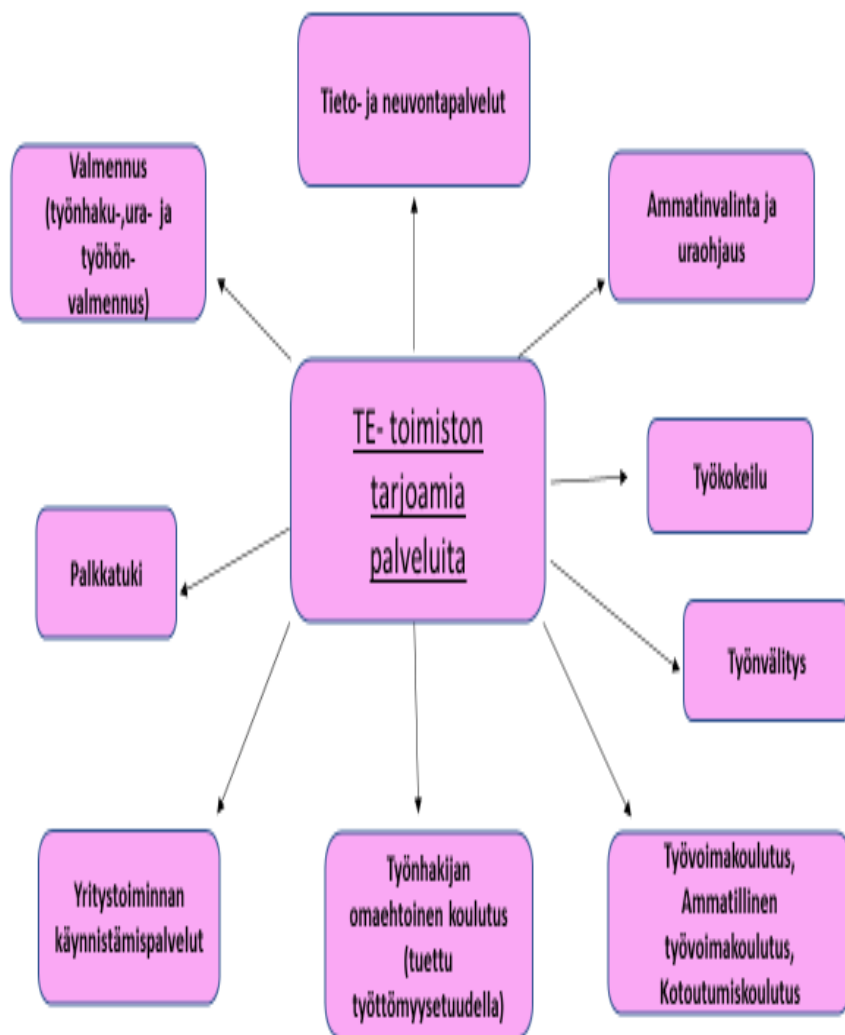 Tieto- ja neuvontapalvelut
Valmennus
(työnhaku-,ura- ja
työhön-
valmennus)
Ammatinvalinta ja
uraohjaus
TE- toimiston
tarjoamia
palveluita
Työkokeilu
Palkkatuki
Työnvälitys
Yritystoiminnan
käynnistämispalvelut
Työnhakijan
omaehtoinen koulutus
(tuettu
työttömyysetuudella)
Työvoimakoulutus,
Ammatillinen
työvoimakoulutus,
Kotoutumiskoulutus